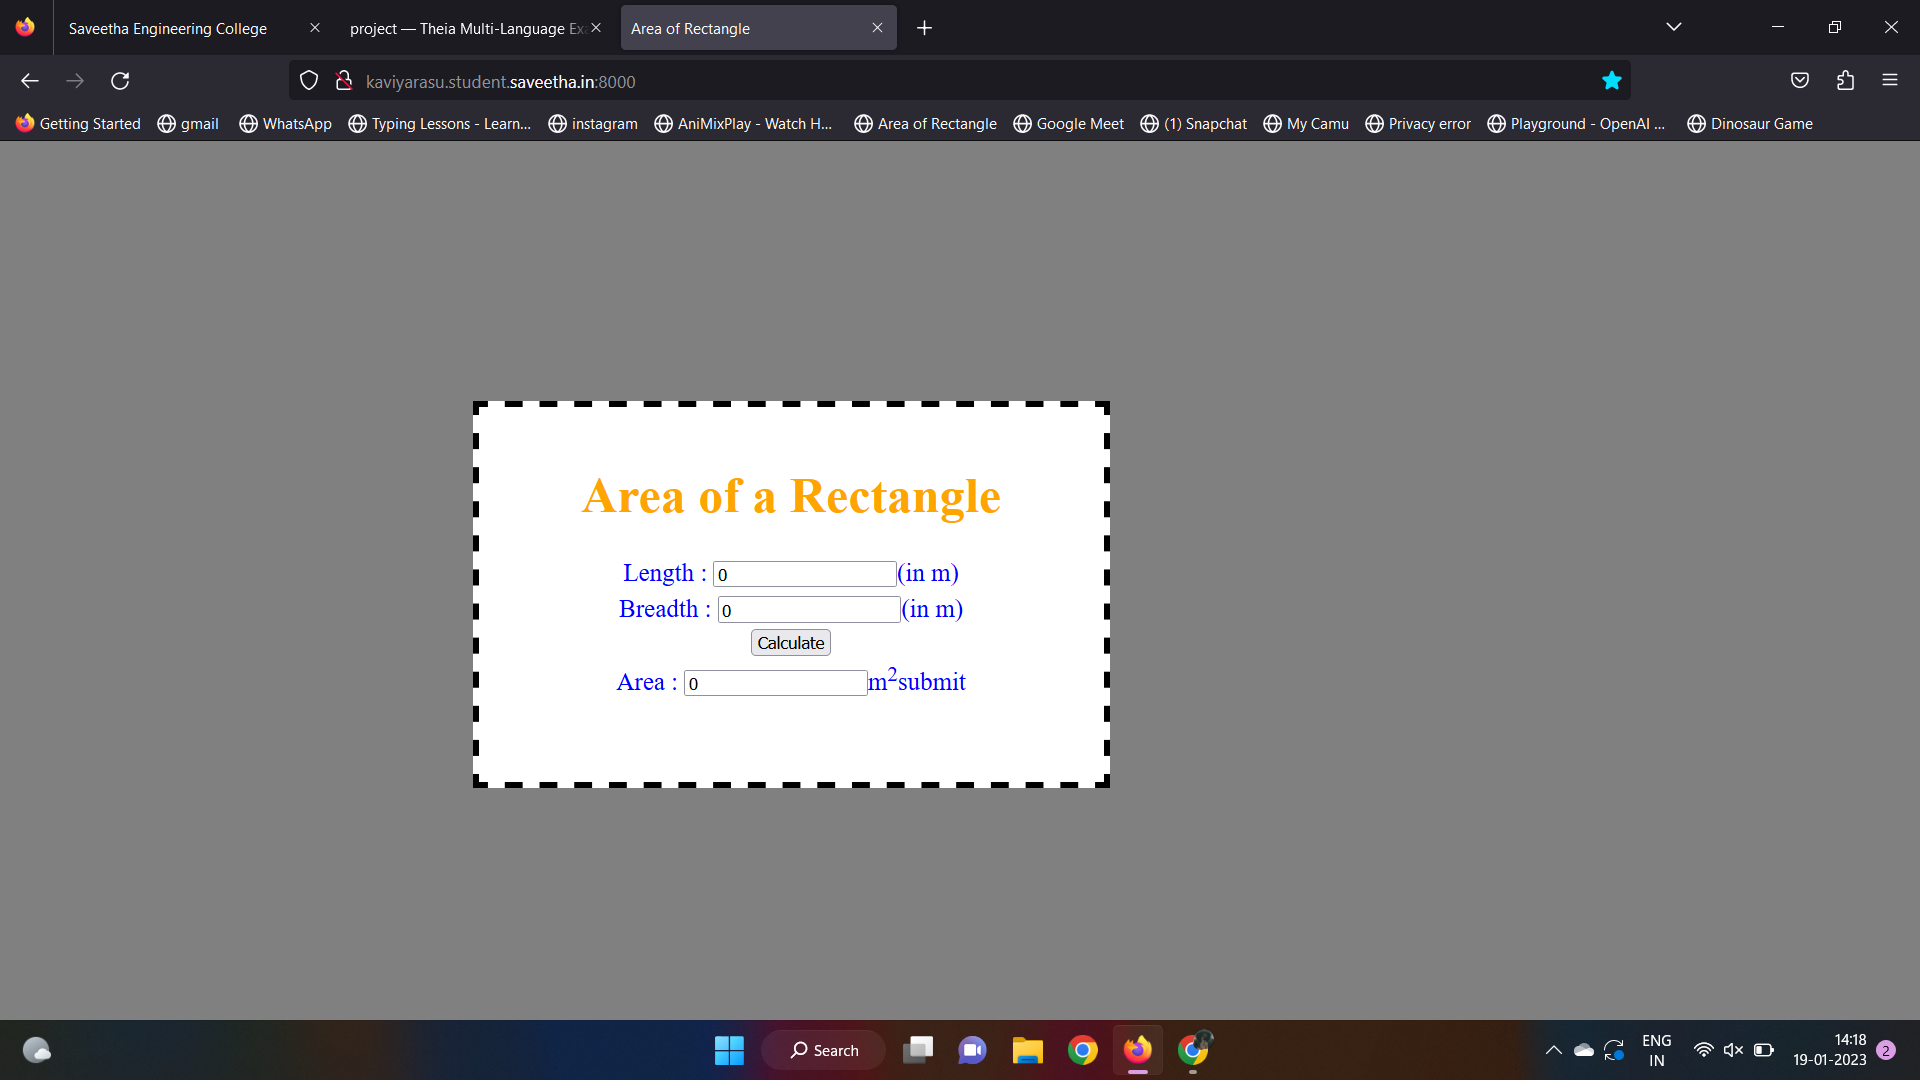 Saveetha Engineering College
project — Theia Multi-Language Ex
Area of Rectangle
kaviyarasu.student.saveetha.in:8000
Getting Started gmail WhatsApp Typing Lessons - Learn... instagram AniMixPlay - Watch H... Area of Rectangle Google Meet (1) Snapchat My Camu Privacy error Playground - OpenAI ... Dinosaur Game
Area of a Rectangle
Length : 0 (in m)
Breadth : 0 (in m)
Calculate
Area : 0 m²submit
Search
ENG
IN
14:18
19-01-2023
2